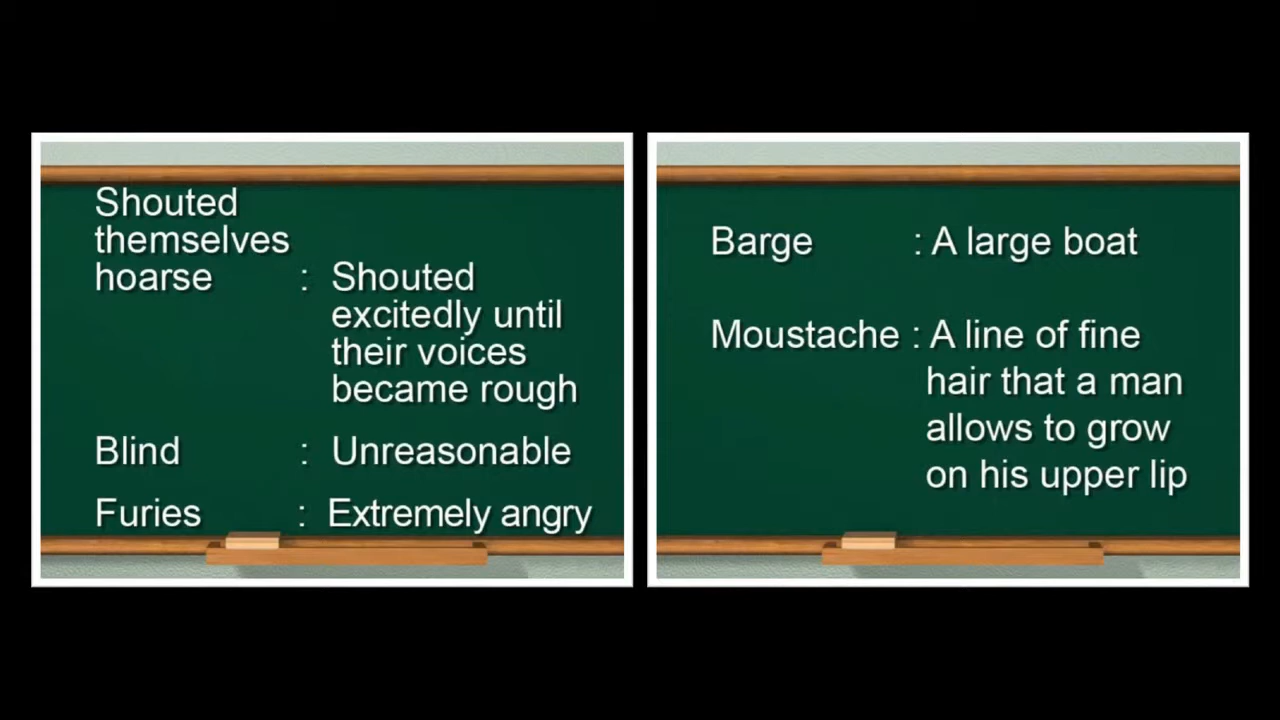 Shouted
themselves
hoarse : Shouted
excitedly until
their voices
became rough
Blind : Unreasonable
Furies : Extremely angry
Barge : A large boat
Moustache : A line of fine
hair that a man
allows to grow
on his upper lip